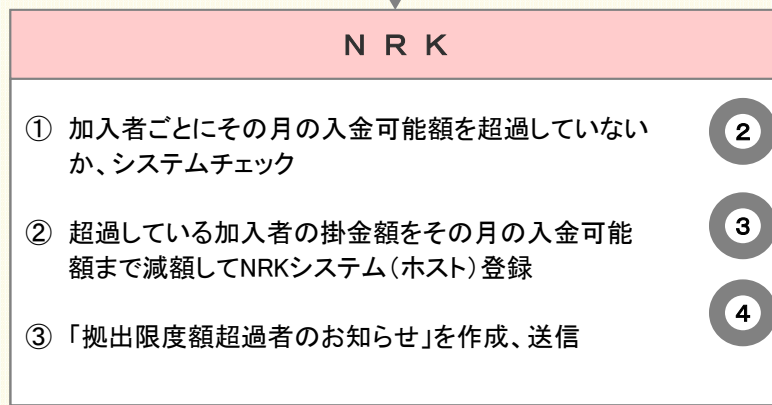 ＮＲＫ
① 加入者ごとにその月の入金可能額を超過していない
か、システムチェック
2
② 超過している加入者の掛金額をその月の入金可能
額まで減額してNRKシステム（ホスト）登録
3
③ 「拠出限度額超過者のお知らせ」を作成、送信
4